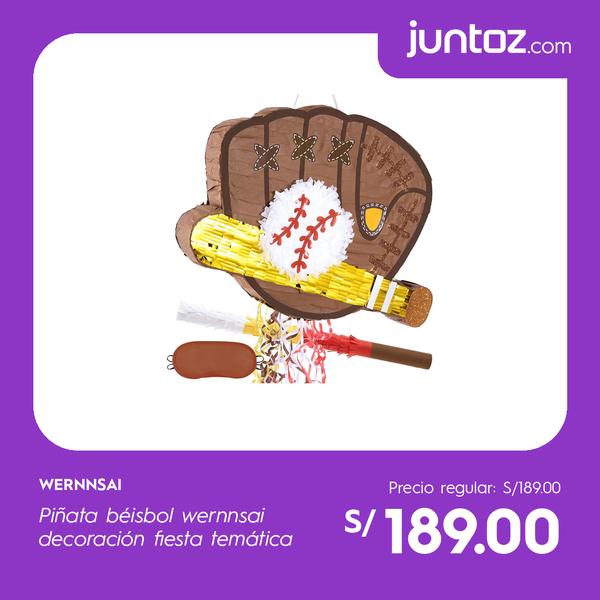 juntoz.com
WERNNSAI
Piñata béisbol wernnsai
decoración fiesta temática
Precio regular: S/189.00
S/ 189.00